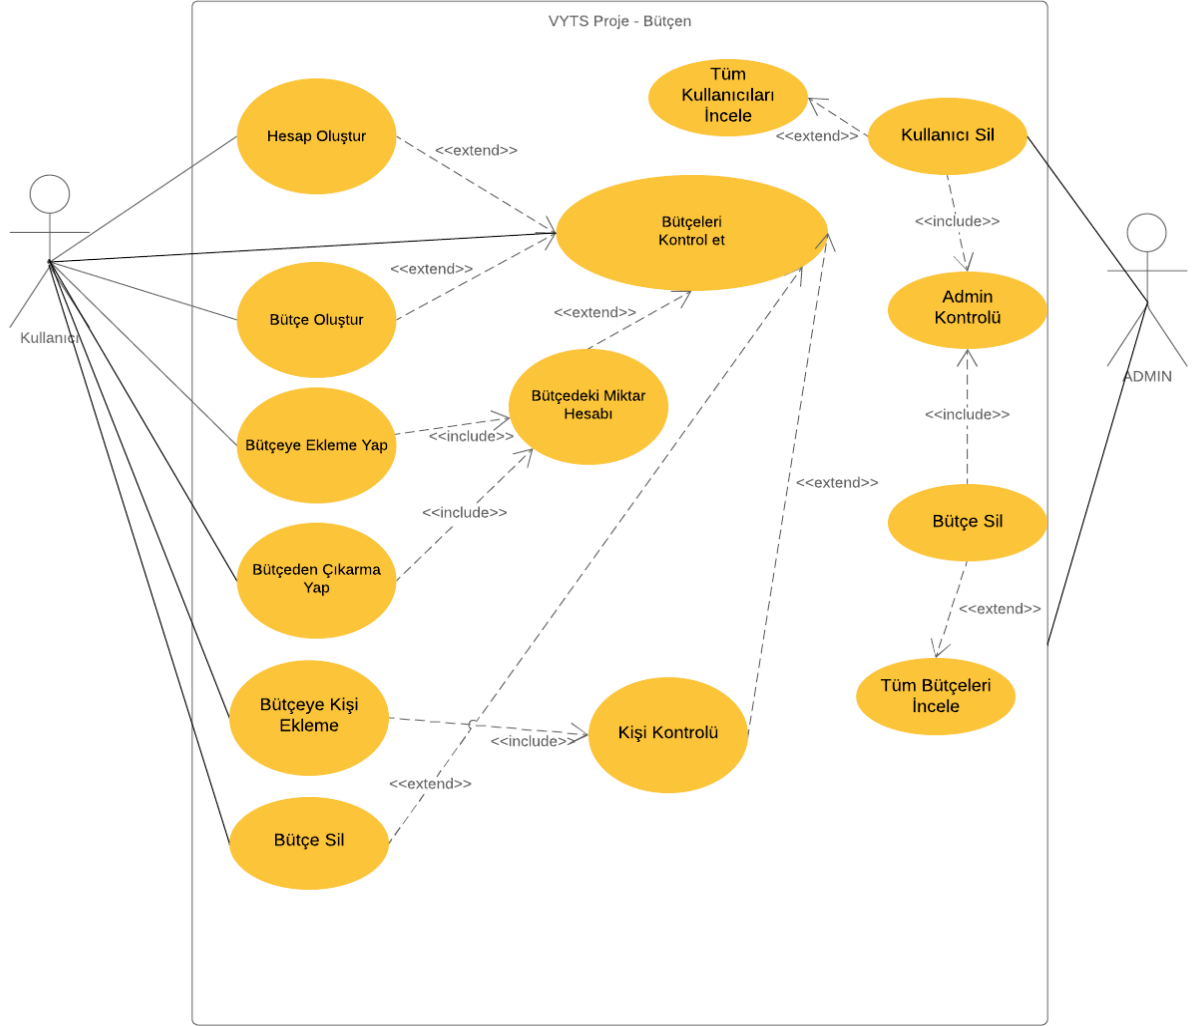 VYTS Proje - Bütçen
Tüm
Kullanıcıları
İncele
Kullanıcı Sil
Hesap Oluştur
<<extend>>
<<extend>>
<<include>>
Bütçeleri
Kontrol et
<<extend>>
Kullanıcı
Bütçe Oluştur
<<extend>>
Admin
Kontrolü
ADMIN
Bütçedeki Miktar
Hesabı
<<include>>
Bütçeye Ekleme Yap
<<include>>
<<extend>>
<<include>>
Bütçe Sil
Bütçeden Çıkarma
Yap
<<extend>>
Bütçeye Kişi
Ekleme
<<include>>
Kişi Kontrolü
Tüm Bütçeleri
İncele
<<extend>>
Bütçe Sil